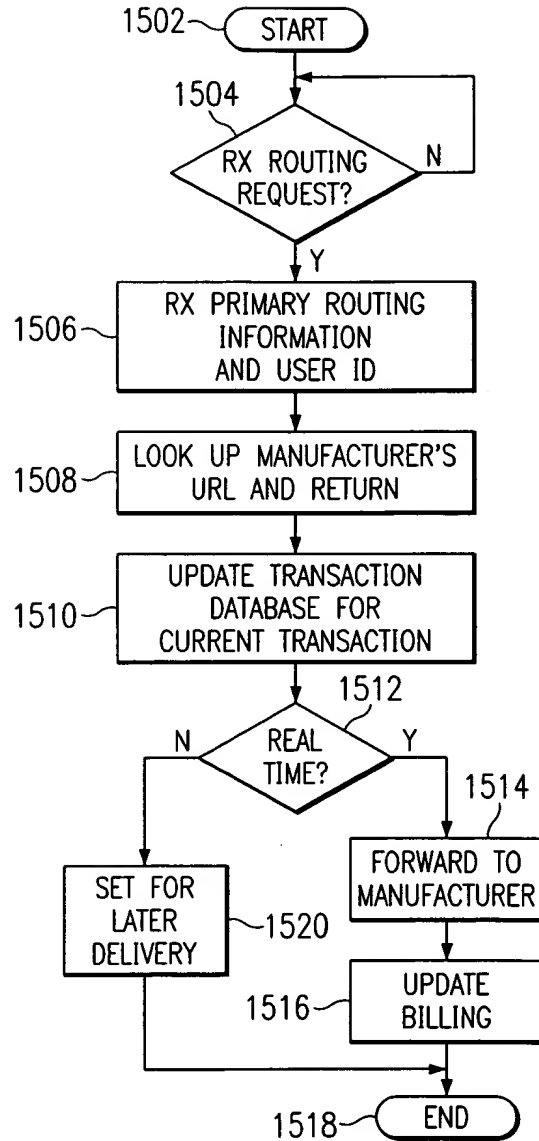 1502
START
1504
RX ROUTING
REQUEST?
N
Y
1506
RX PRIMARY ROUTING
INFORMATION
AND USER ID
1508
LOOK UP MANUFACTURER'S
URL AND RETURN
1510
UPDATE TRANSACTION
DATABASE FOR
CURRENT TRANSACTION
1512
N
REAL
TIME?
Y
1514
FORWARD TO
MANUFACTURER
SET FOR
LATER
DELIVERY
1520
1516
UPDATE
BILLING
1518
END